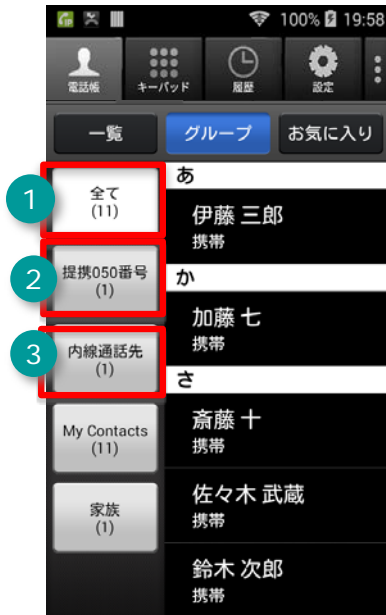 100% 19:58
電話帳 キーパッド 履歴 設定
一覧 グループ お気に入り
1
全て
(11)
2
提携050番号
(1)
3
内線通話先
(1)
My Contacts
(11)
家族
(1)
あ
伊藤 三郎
携帯
か
加藤 七
携帯
さ
斎藤 十
携帯
佐々木 武蔵
携帯
鈴木 次郎
携帯